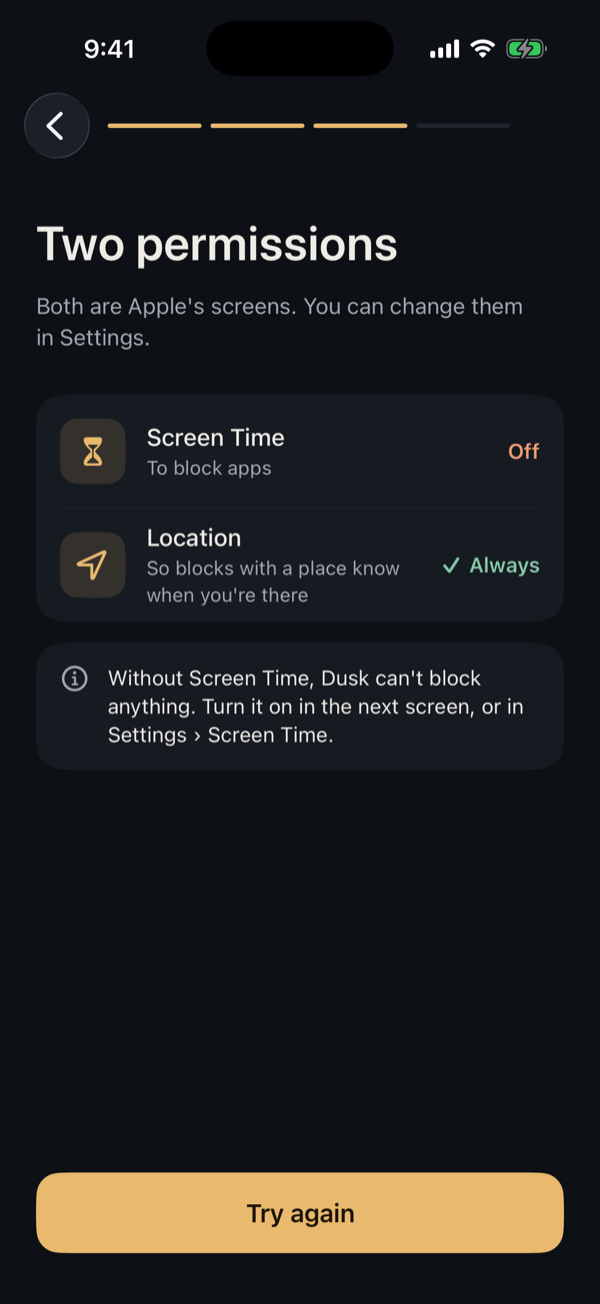 9:41
Two permissions
Both are Apple's screens. You can change them
in Settings.
Screen Time
To block apps
Off
Location
So blocks with a place know
when you're there
Always
Without Screen Time, Dusk can't block
anything. Turn it on in the next screen, or in
Settings › Screen Time.
Try again